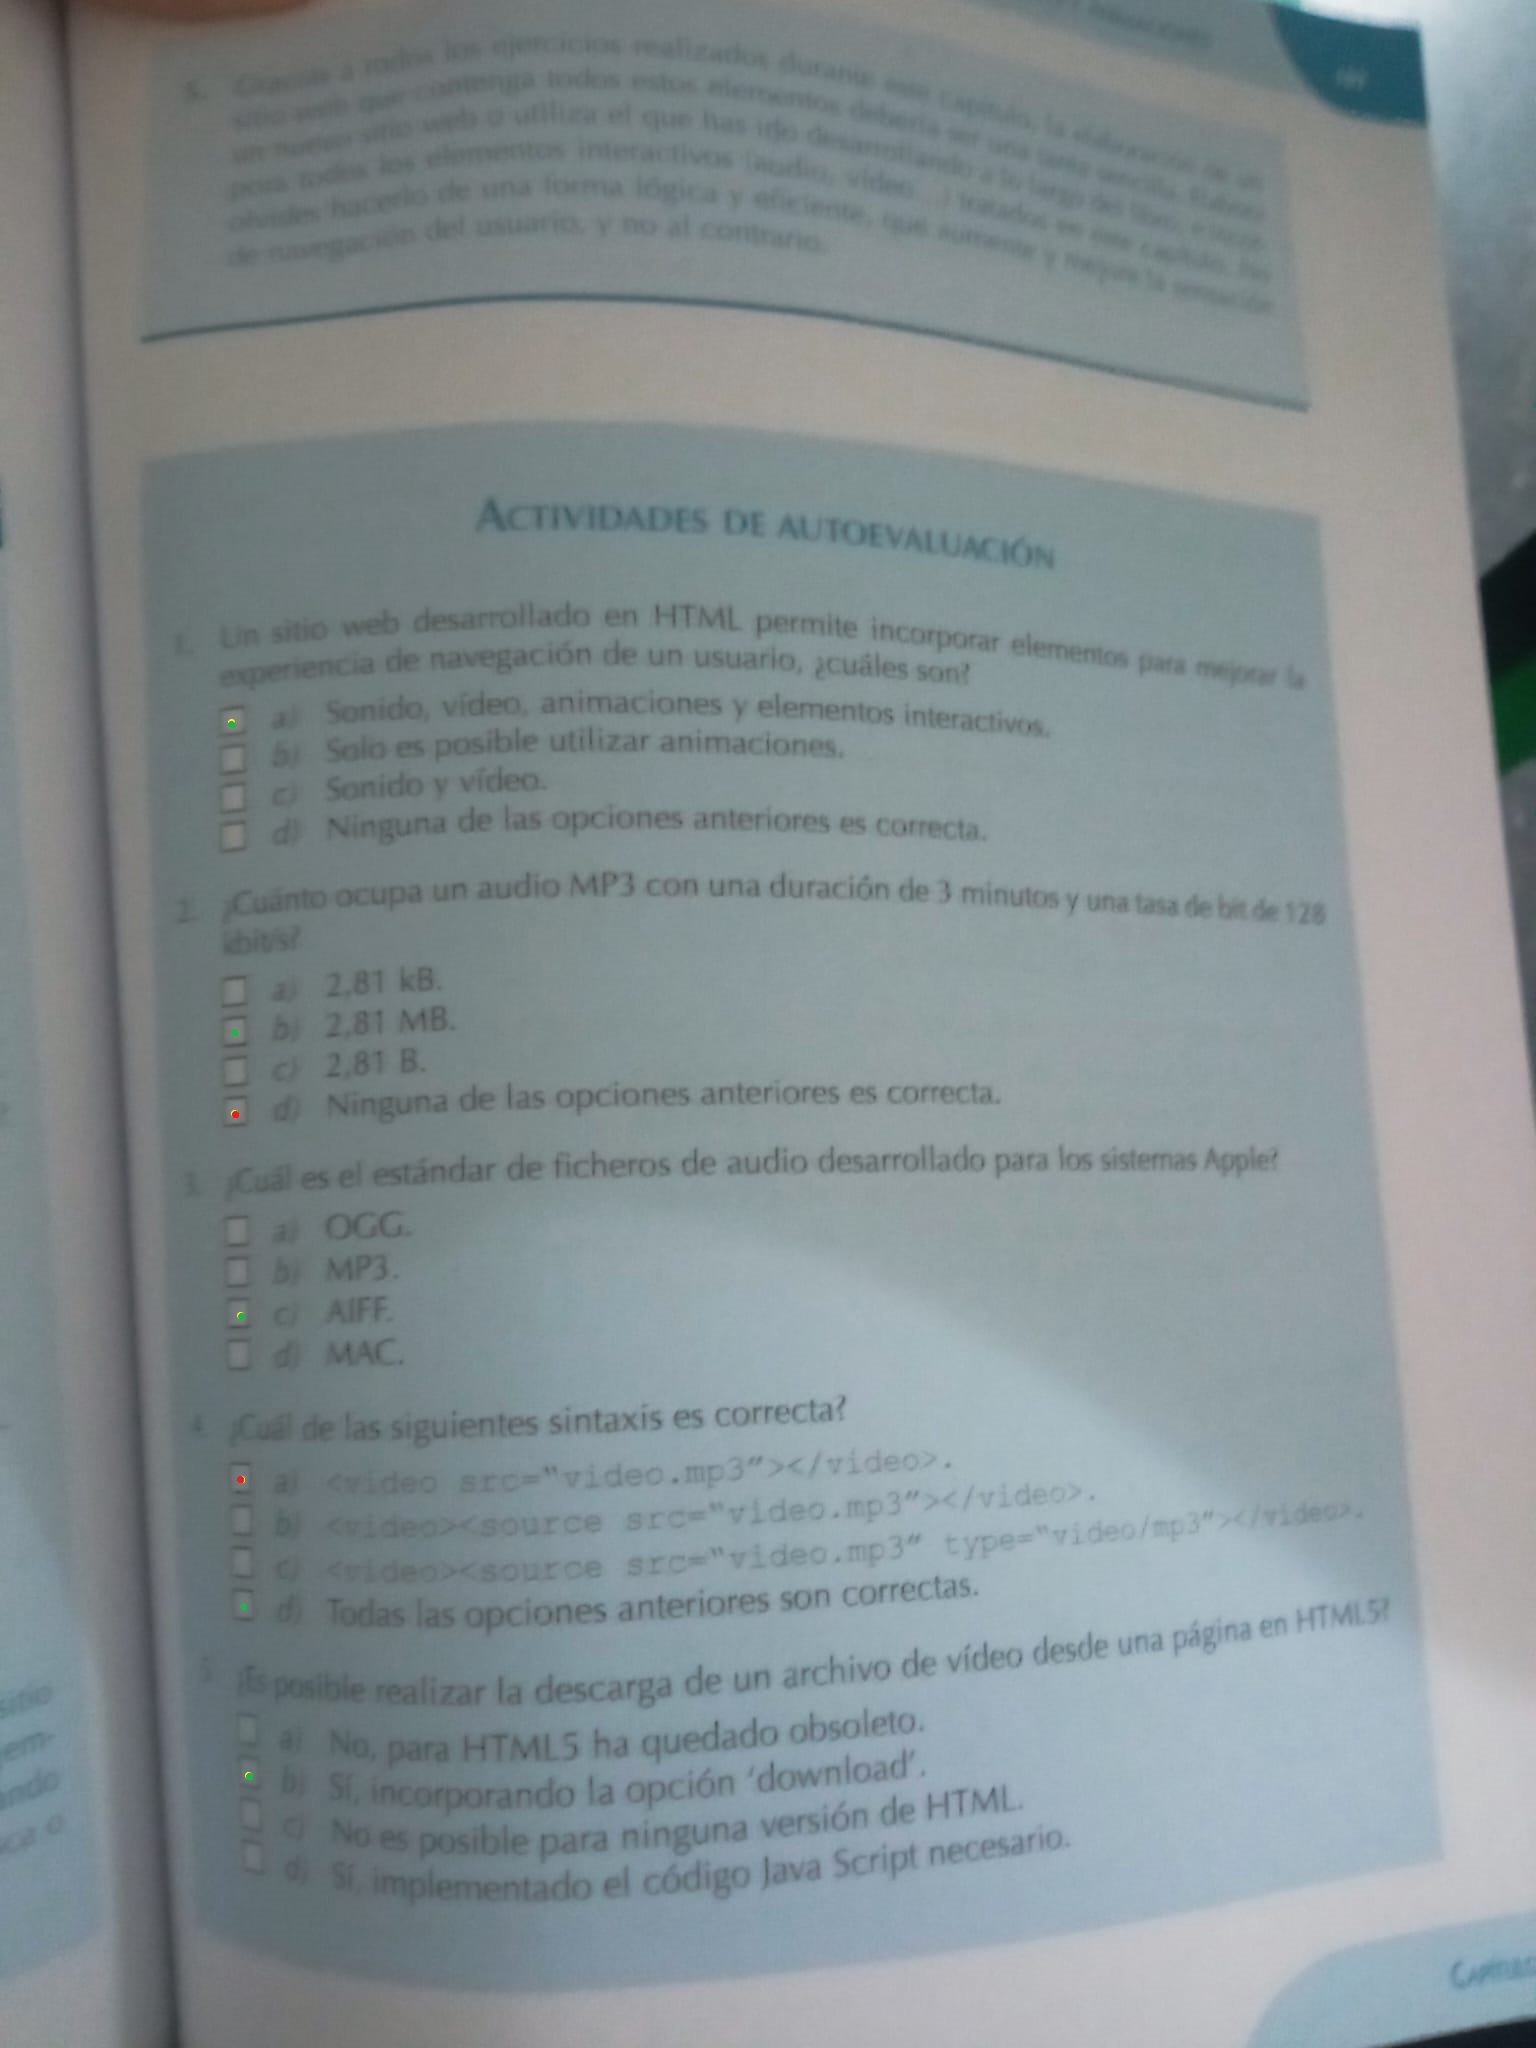 5. Gracias a todos los ejercicios realizados durante este capítulo, la elaboración de un
sitio web que contenga todos estos elementos debería ser una tarea sencilla. Elabora
un nuevo sitio web o utiliza el que has ido desarrollando a lo largo del libro, e
para todos los elementos interactivos (audio, vídeo...) tratados en este capítulo. No
olvides hacerlo de una forma lógica y eficiente, que aumente y mejore la sensación
de navegación del usuario, y no al contrario.
ACTIVIDADES DE AUTOEVALUACIÓN
1. Un sitio web desarrollado en HTML permite incorporar elementos para mejorar la
experiencia de navegación de un usuario, ¿cuáles son?
a) Sonido, vídeo, animaciones y elementos interactivos.
b) Solo es posible utilizar animaciones.
c) Sonido y vídeo.
d) Ninguna de las opciones anteriores es correcta.
2. ¿Cuánto ocupa un audio MP3 con una duración de 3 minutos y una tasa de bit de 128
kbit/s?
a) 2,81 kB.
b) 2,81 MB.
c) 2,81 B.
d) Ninguna de las opciones anteriores es correcta.
3. ¿Cuál es el estándar de ficheros de audio desarrollado para los sistemas Apple?
a) OGG.
b) MP3.
c) AIFF.
d) MAC.
4. ¿Cuál de las siguientes sintaxis es correcta?
a) <video src="video.mp3"></video>.
b) <video><source src="video.mp3"></video>.
c) <video><source src="video.mp3" type="video/mp3"></video>.
d) Todas las opciones anteriores son correctas.
5. ¿Es posible realizar la descarga de un archivo de vídeo desde una página en HTML5?
a) No, para HTML5 ha quedado obsoleto.
b) Sí, incorporando la opción 'download'.
c) No es posible para ninguna versión de HTML.
d) Sí, implementado el código Java Script necesario.
sitio